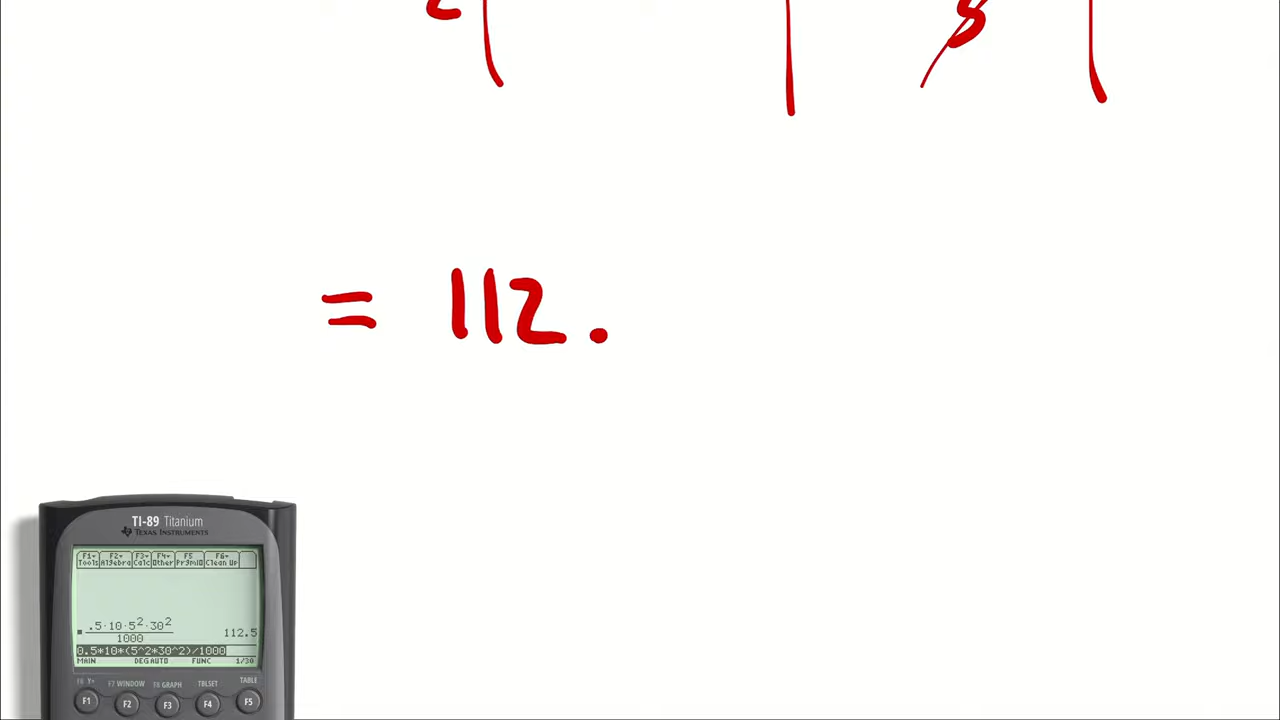 2 8
= 112.
TI-89 Titanium
TEXAS INSTRUMENTS
F1 F2 F3 F4 F5 F6
Tools Algebra Calc Other PrgmIO Clean Up
.5·10·5²·30²
1000
112.5
0.5*10*(5^2*30^2)/1000
MAIN DEG AUTO FUNC 1/30
F6 Y= F7 WINDOW F8 GRAPH TBLSET TABLE
F1 F2 F3 F4 F5